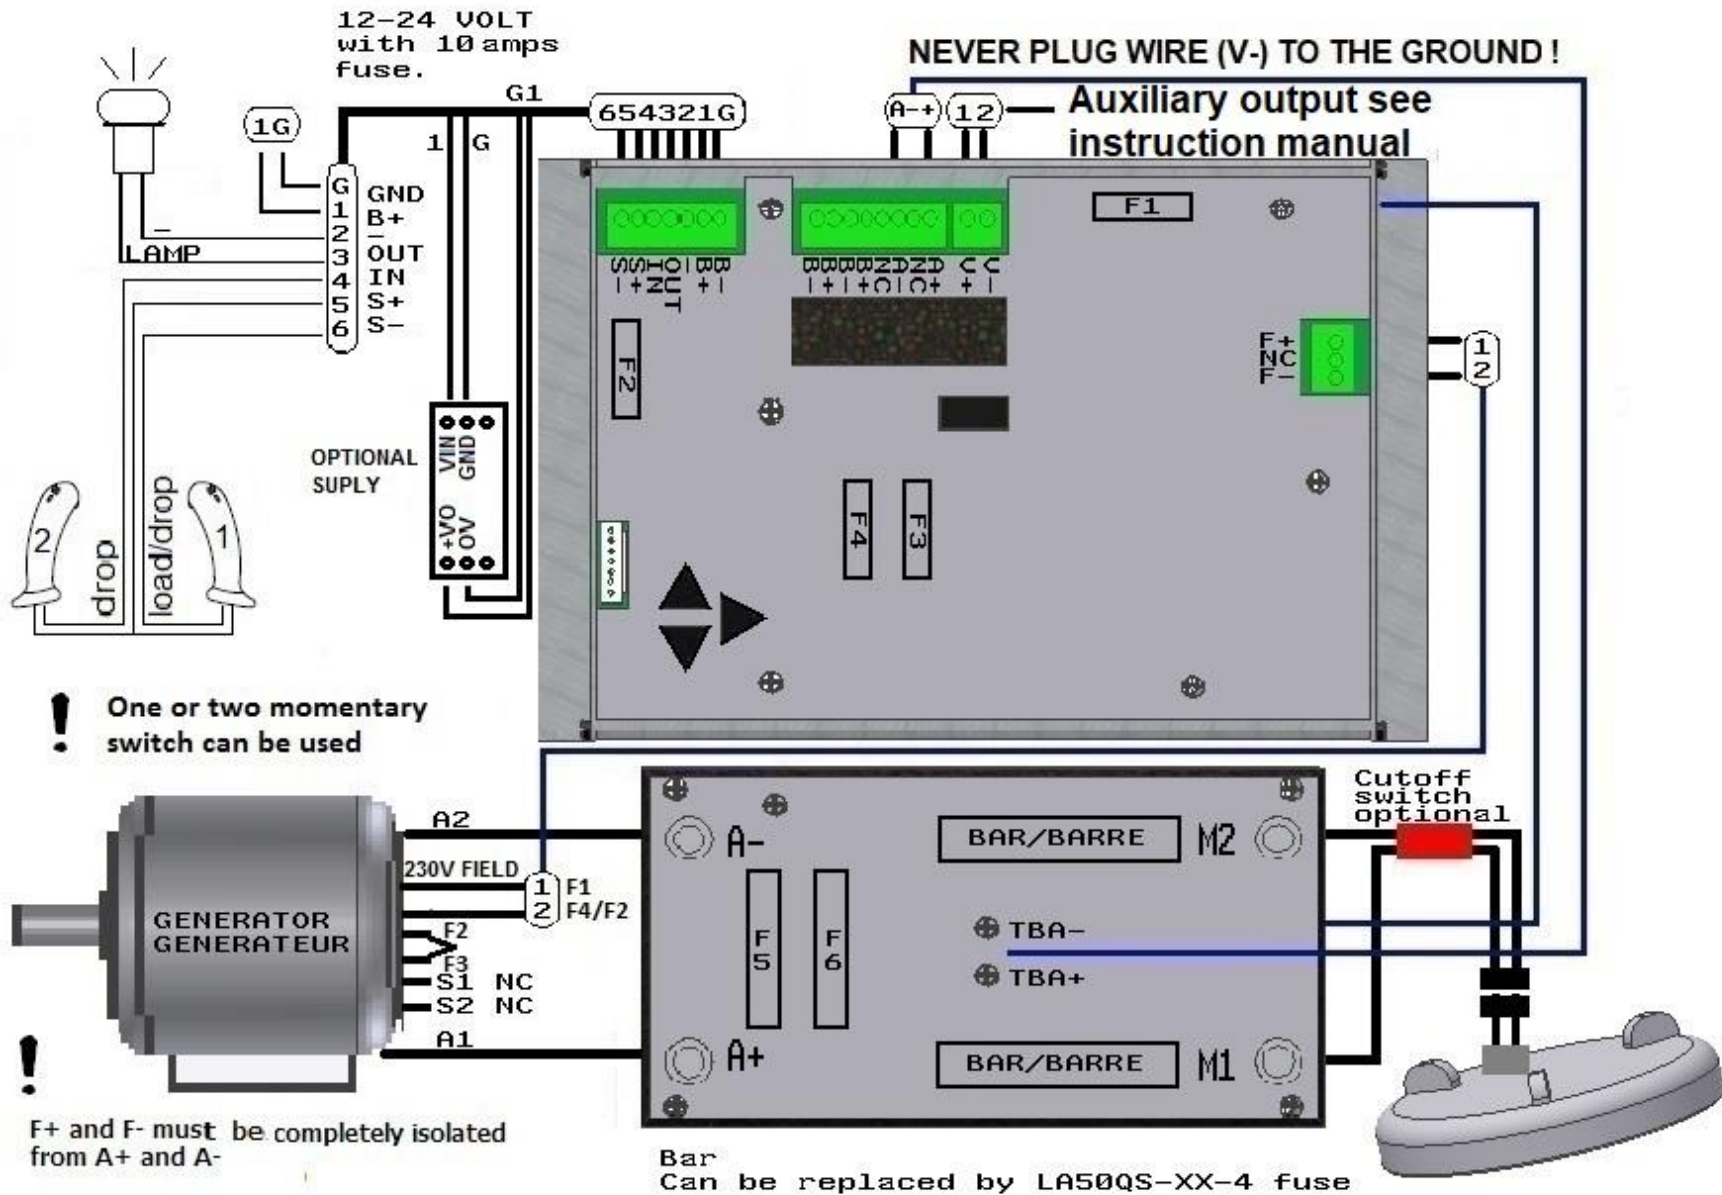 12-24 VOLT
with 10 amps
fuse.
NEVER PLUG WIRE (V-) TO THE GROUND !
G1
1G
654321G
A-+
12
Auxiliary output see
instruction manual
1
G
G
GND
1
B+
2
-
3
OUT
4
IN
5
S+
6
S-
-
LAMP
S-
S+
IN
OUT
-
B+
B-
B-
B+
B-
B+
NC
A-
NC
A+
V+
V-
F1
F2
F+
NC
F-
1
2
OPTIONAL
SUPLY
VIN
GND
+VO
OV
F4
F3
2
drop
load/drop
1
! One or two momentary
switch can be used
A2
230V FIELD
1
F1
2
F4/F2
GENERATOR
GENERATEUR
F2
F3
S1 NC
S2 NC
A1
A-
BAR/BARRE
M2
F5
F6
TBA-
TBA+
A+
BAR/BARRE
M1
Cutoff
switch
optional
!
F+ and F- must be completely isolated
from A+ and A-
Bar
Can be replaced by LA50QS-XX-4 fuse